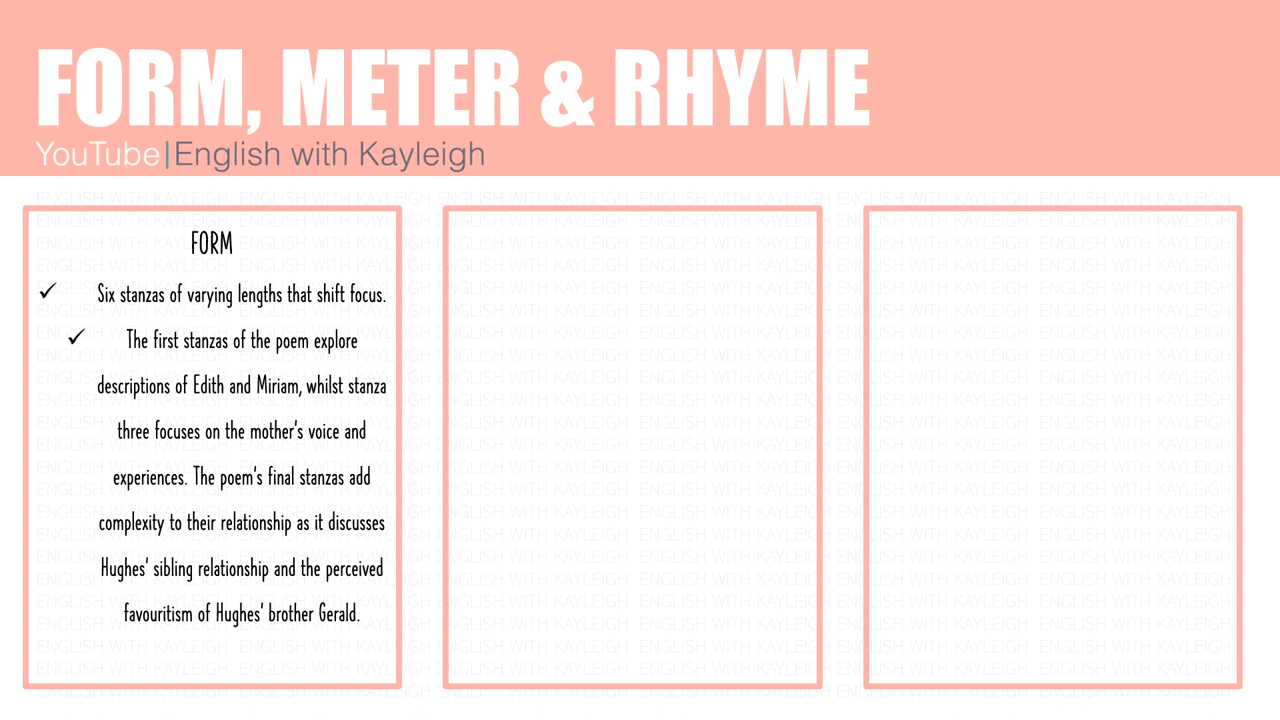 FORM, METER & RHYME
YouTube|English with Kayleigh
FORM
✓ Six stanzas of varying lengths that shift focus.
✓ The first stanzas of the poem explore
descriptions of Edith and Miriam, whilst stanza
three focuses on the mother's voice and
experiences. The poem's final stanzas add
complexity to their relationship as it discusses
Hughes' sibling relationship and the perceived
favouritism of Hughes' brother Gerald.